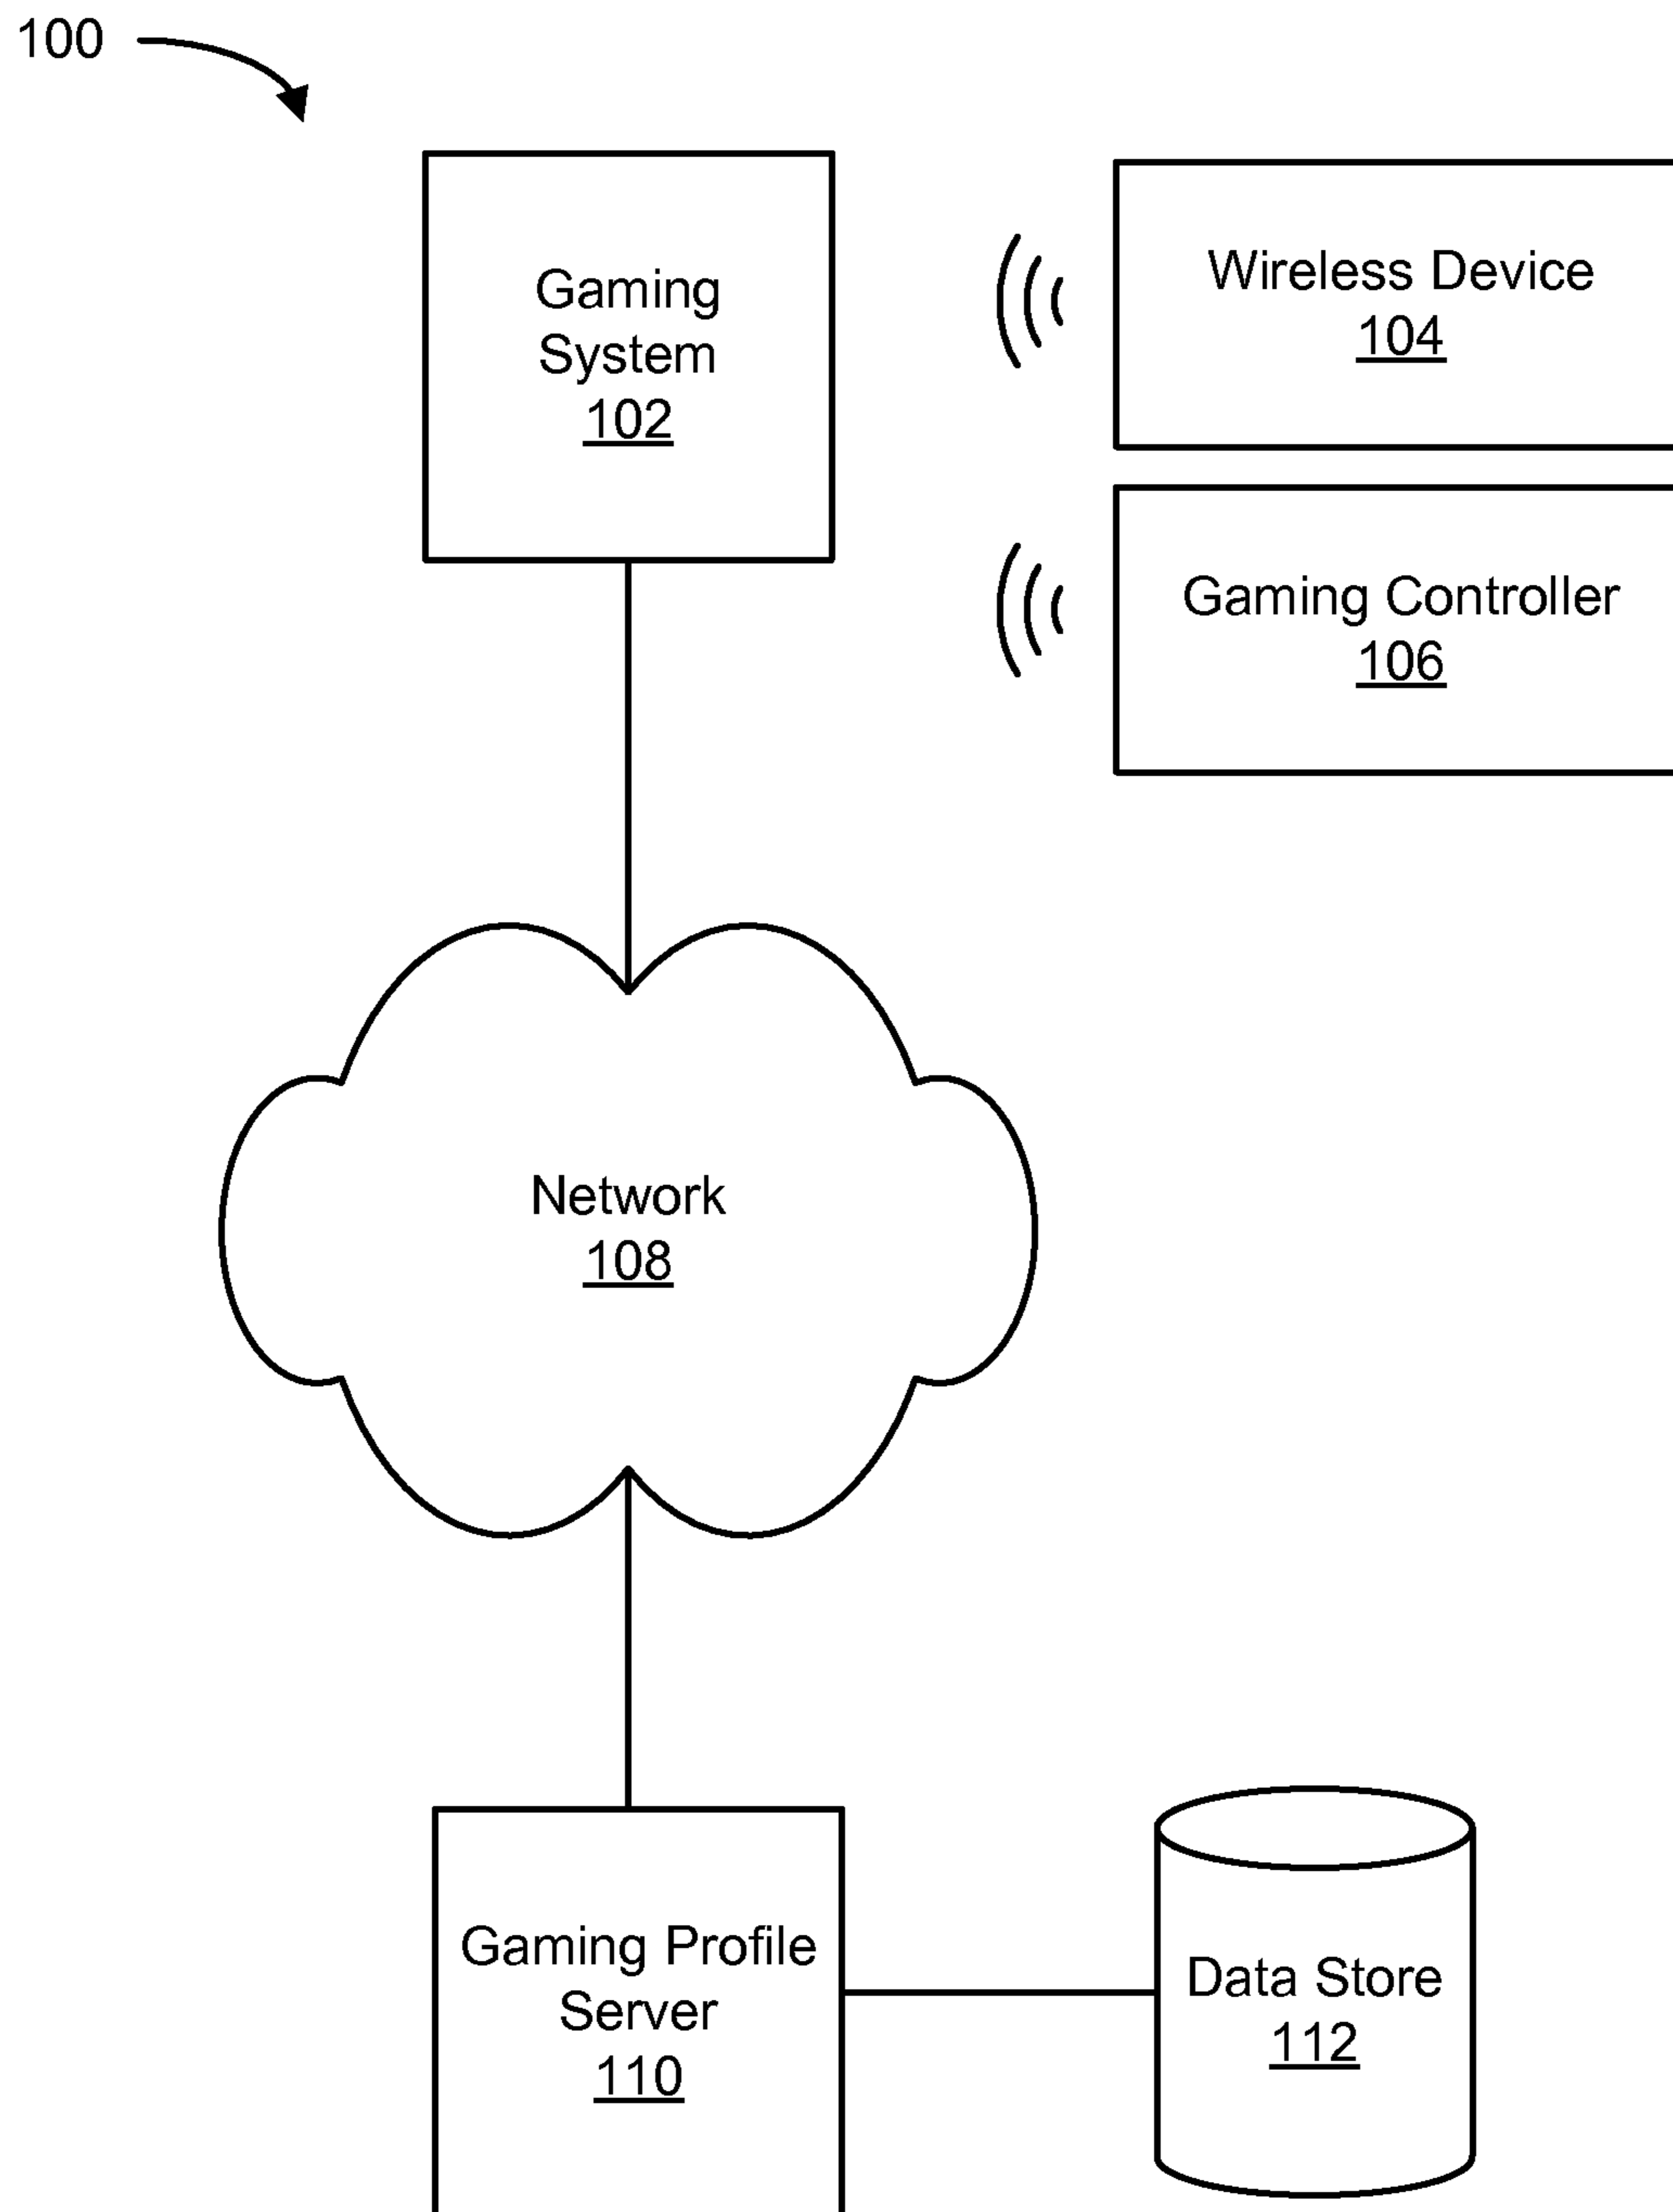 100
Gaming
System
102
Wireless Device
104
Gaming Controller
106
Network
108
Gaming Profile
Server
110
Data Store
112